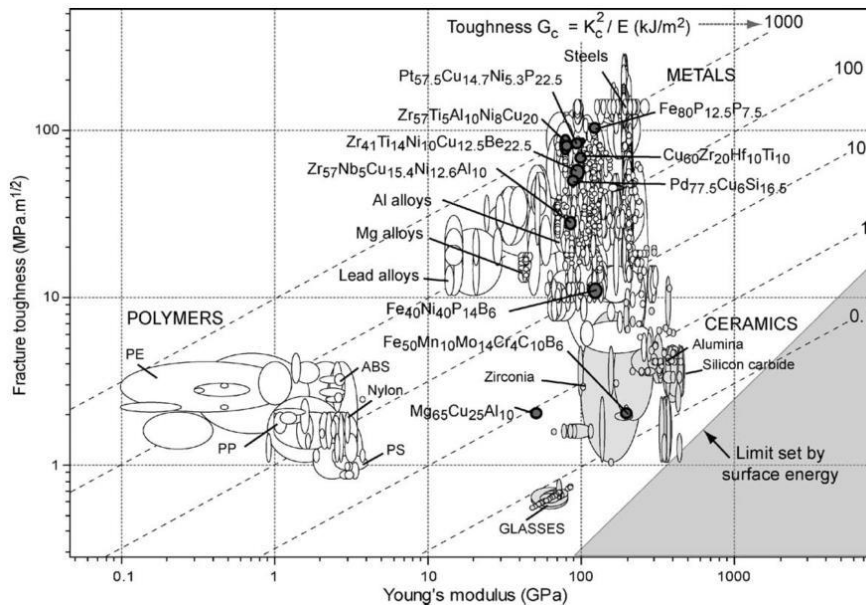 Toughness G_c = K_c^2 / E (kJ/m^2)
1000
Steels
METALS
Pt57.5Cu14.7Ni5.3P22.5
100
Zr57Ti5Al10Ni8Cu20
Fe80P12.5P7.5
100
Zr41Ti14Ni10Cu12.5Be22.5
Cu60Zr20Hf10Ti10
10
Zr57Nb5Cu15.4Ni12.6Al10
Pd77.5Cu6Si16.5
Al alloys
Mg alloys
1
Lead alloys
10
Fe40Ni40P14B6
POLYMERS
CERAMICS
0.
Fe50Mn10Mo14Cr4C10B6
PE
ABS
Alumina
Zirconia
Silicon carbide
Nylon
Mg65Cu25Al10
PP
PS
Limit set by
surface energy
1
GLASSES
0.1
1
10
100
1000
Young's modulus (GPa)
Fracture toughness (MPa.m^1/2)